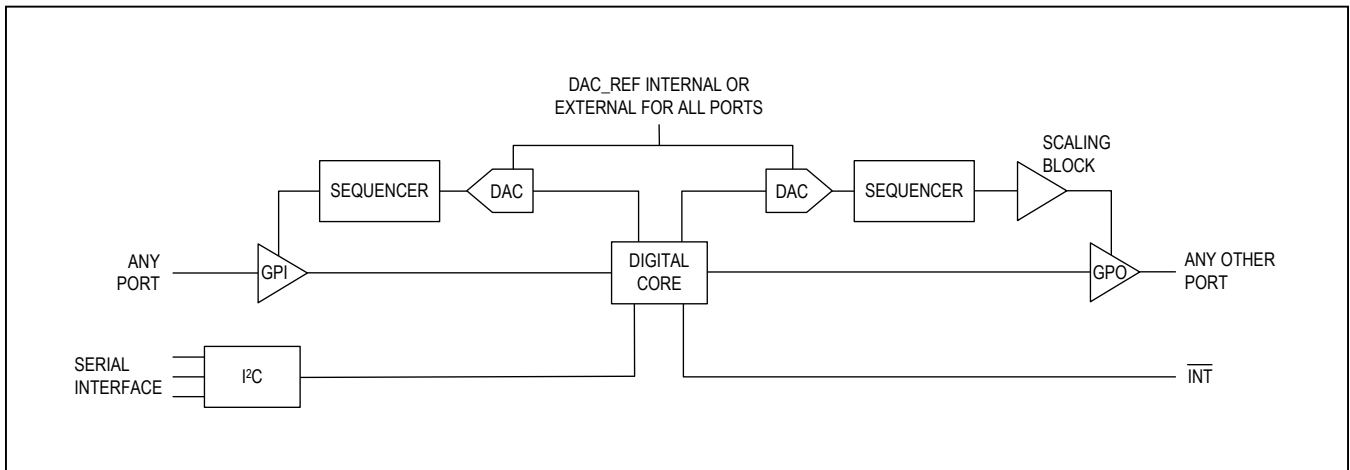 DAC_REF INTERNAL OR
EXTERNAL FOR ALL PORTS
SCALING
BLOCK
SEQUENCER
DAC
DAC
SEQUENCER
ANY
PORT
GPI
DIGITAL
CORE
GPO
ANY OTHER
PORT
SERIAL
INTERFACE
I²C
INT